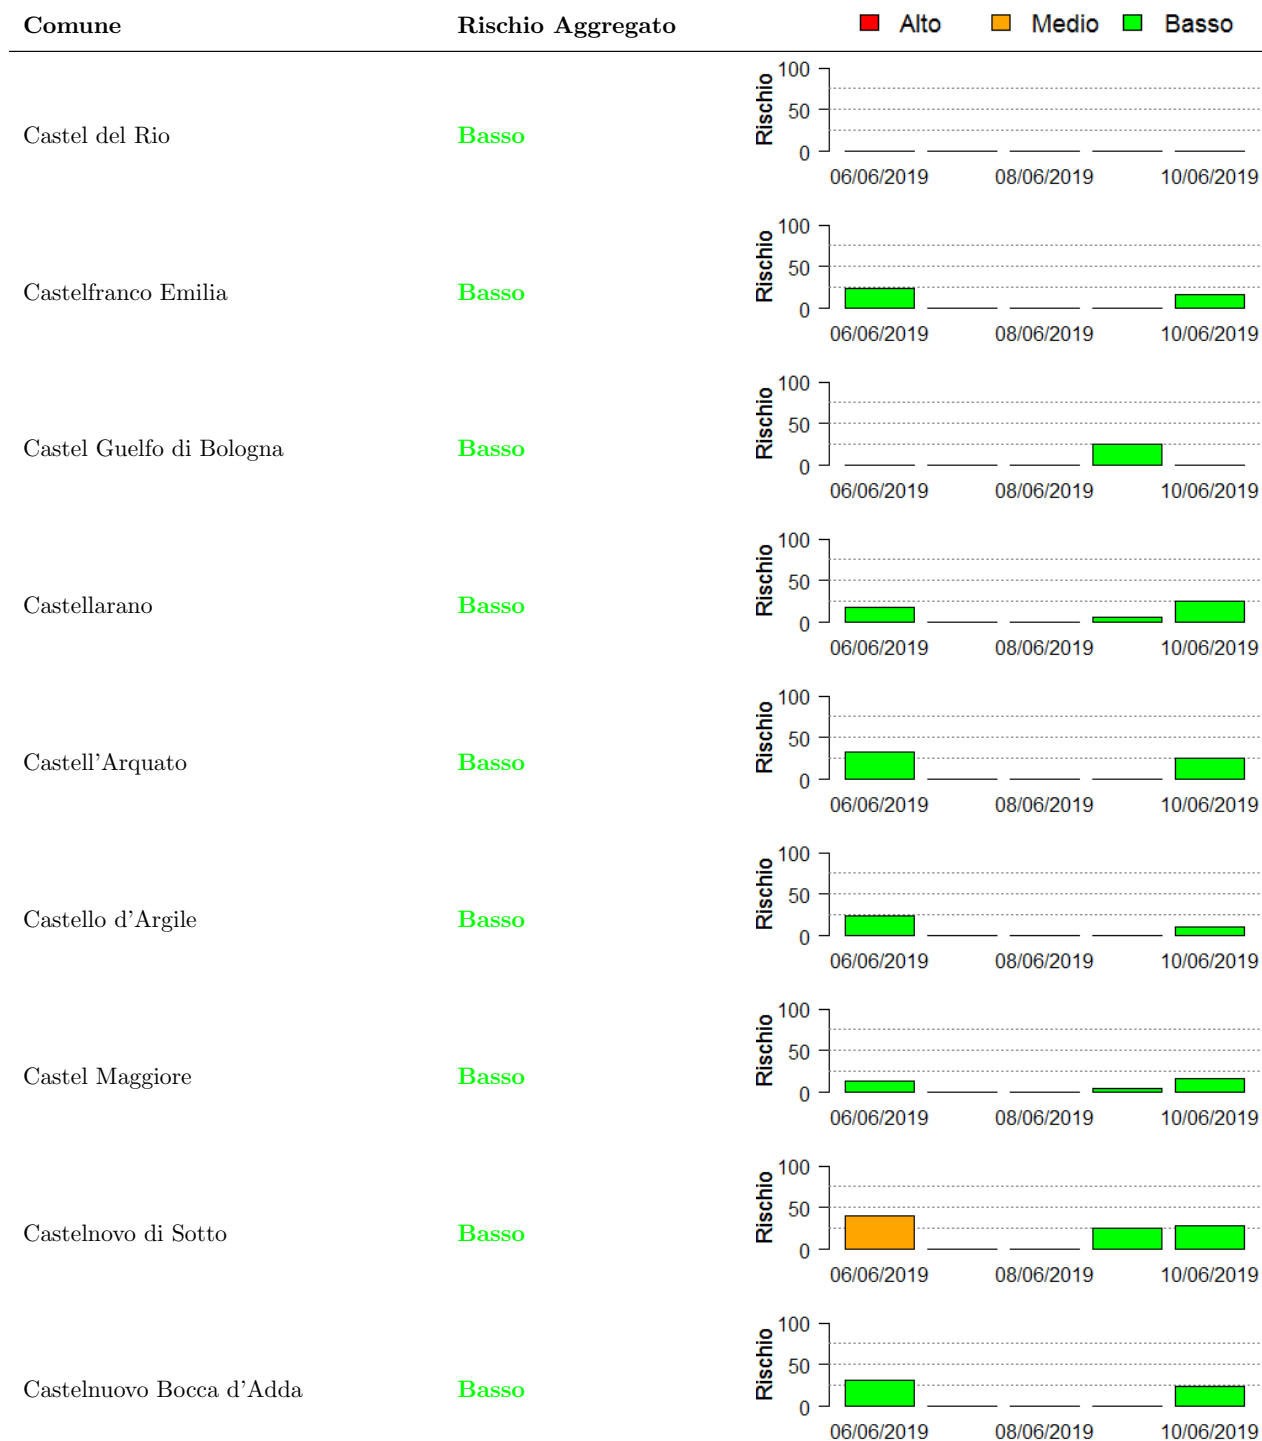 Comune Rischio Aggregato Alto Medio Basso
100
50
0
Rischio
Castel del Rio Basso
06/06/2019 08/06/2019 10/06/2019
100
50
0
Rischio
Castelfranco Emilia Basso
06/06/2019 08/06/2019 10/06/2019
100
50
0
Rischio
Castel Guelfo di Bologna Basso
06/06/2019 08/06/2019 10/06/2019
100
50
0
Rischio
Castellarano Basso
06/06/2019 08/06/2019 10/06/2019
100
50
0
Rischio
Castell'Arquato Basso
06/06/2019 08/06/2019 10/06/2019
100
50
0
Rischio
Castello d'Argile Basso
06/06/2019 08/06/2019 10/06/2019
100
50
0
Rischio
Castel Maggiore Basso
06/06/2019 08/06/2019 10/06/2019
100
50
0
Rischio
Castelnovo di Sotto Basso
06/06/2019 08/06/2019 10/06/2019
100
50
0
Rischio
Castelnuovo Bocca d'Adda Basso
06/06/2019 08/06/2019 10/06/2019